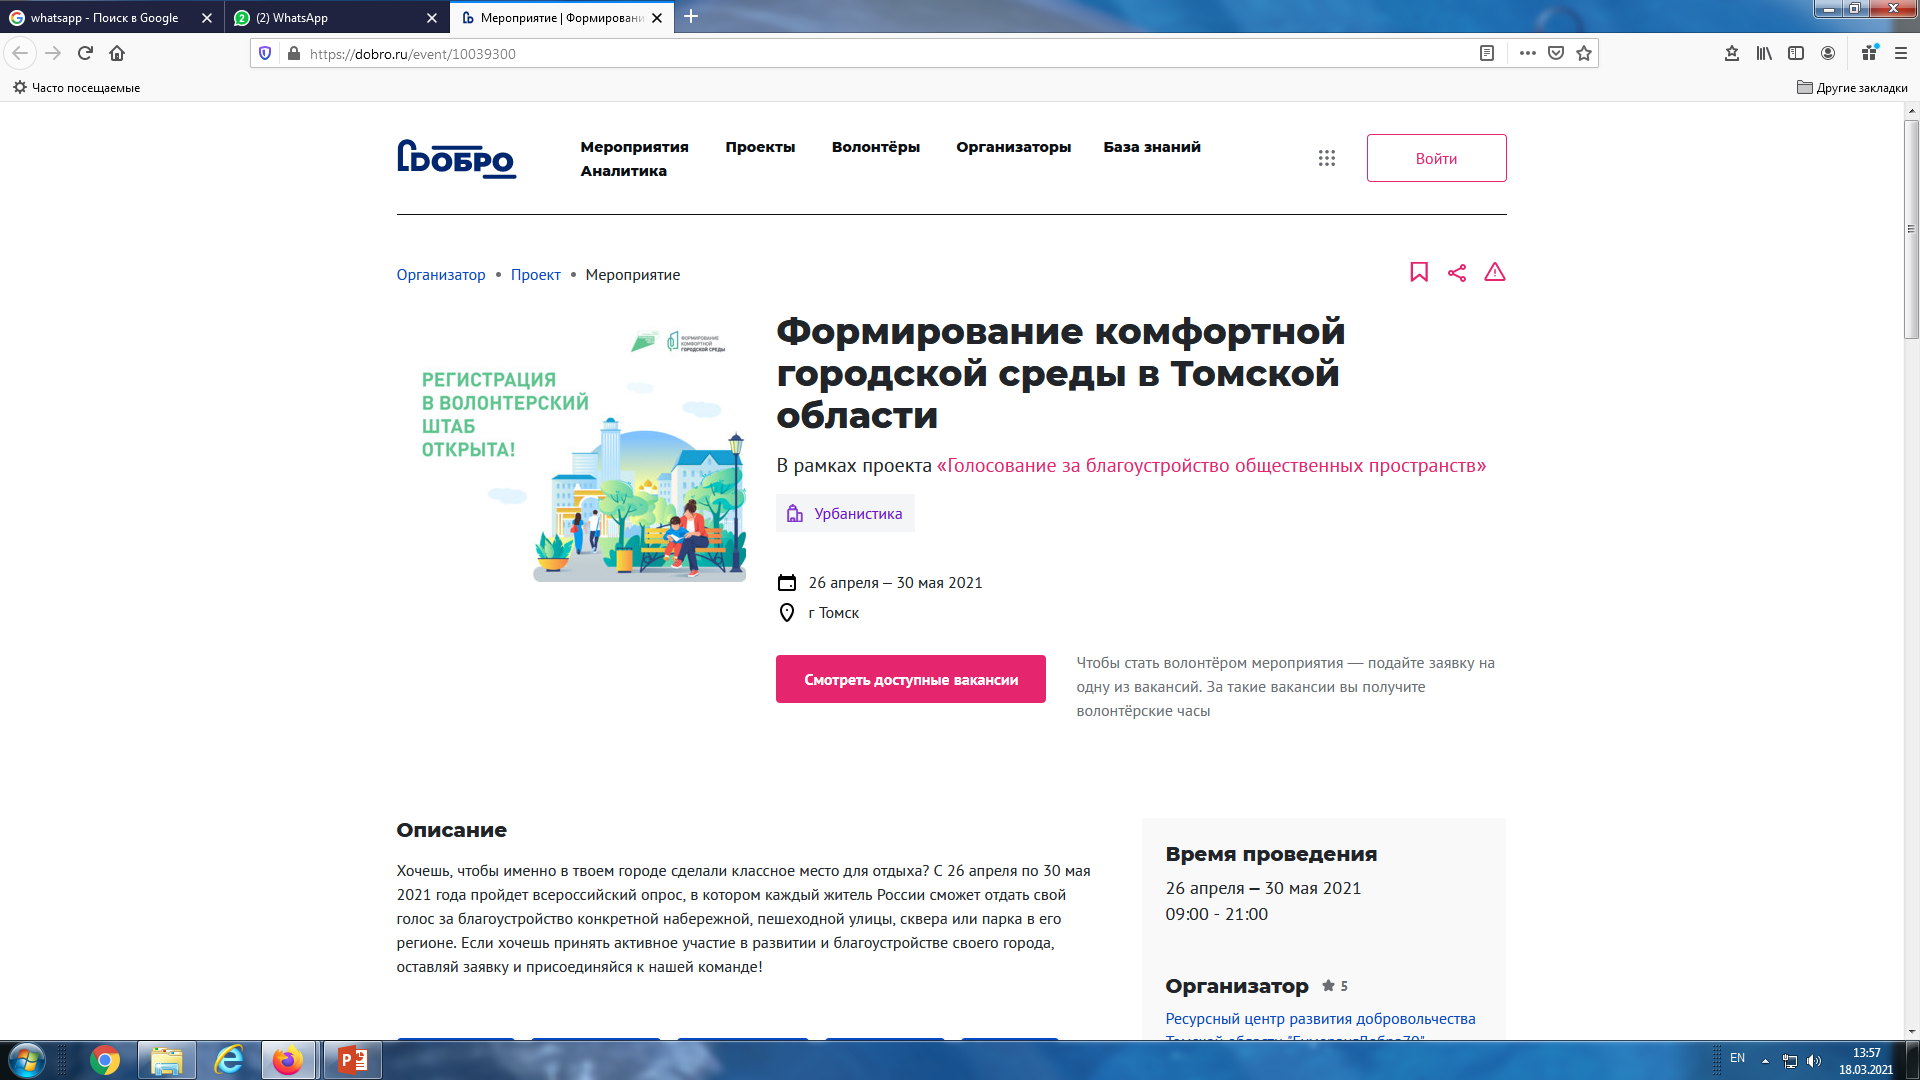 whatsapp - Поиск в Google
(2) WhatsApp
Мероприятие | Формировани
https://dobro.ru/event/10039300
Часто посещаемые
Другие закладки
ДОБРО
Мероприятия
Проекты
Волонтёры
Организаторы
База знаний
Аналитика
Войти
Организатор • Проект • Мероприятие
ФОРМИРОВАНИЕ
КОМФОРТНОЙ
ГОРОДСКОЙ СРЕДЫ
РЕГИСТРАЦИЯ
В ВОЛОНТЕРСКИЙ
ШТАБ
ОТКРЫТА!
Формирование комфортной
городской среды в Томской
области
В рамках проекта «Голосование за благоустройство общественных пространств»
Урбанистика
26 апреля – 30 мая 2021
г Томск
Смотреть доступные вакансии
Чтобы стать волонтёром мероприятия — подайте заявку на
одну из вакансий. За такие вакансии вы получите
волонтёрские часы
Описание
Хочешь, чтобы именно в твоем городе сделали классное место для отдыха? С 26 апреля по 30 мая
2021 года пройдет всероссийский опрос, в котором каждый житель России сможет отдать свой
голос за благоустройство конкретной набережной, пешеходной улицы, сквера или парка в его
регионе. Если хочешь принять активное участие в развитии и благоустройстве своего города,
оставляй заявку и присоединяйся к нашей команде!
Время проведения
26 апреля – 30 мая 2021
09:00 - 21:00
Организатор 5
Ресурсный центр развития добровольчества
Томской области "БумерангДобра70"
EN
13:57
18.03.2021